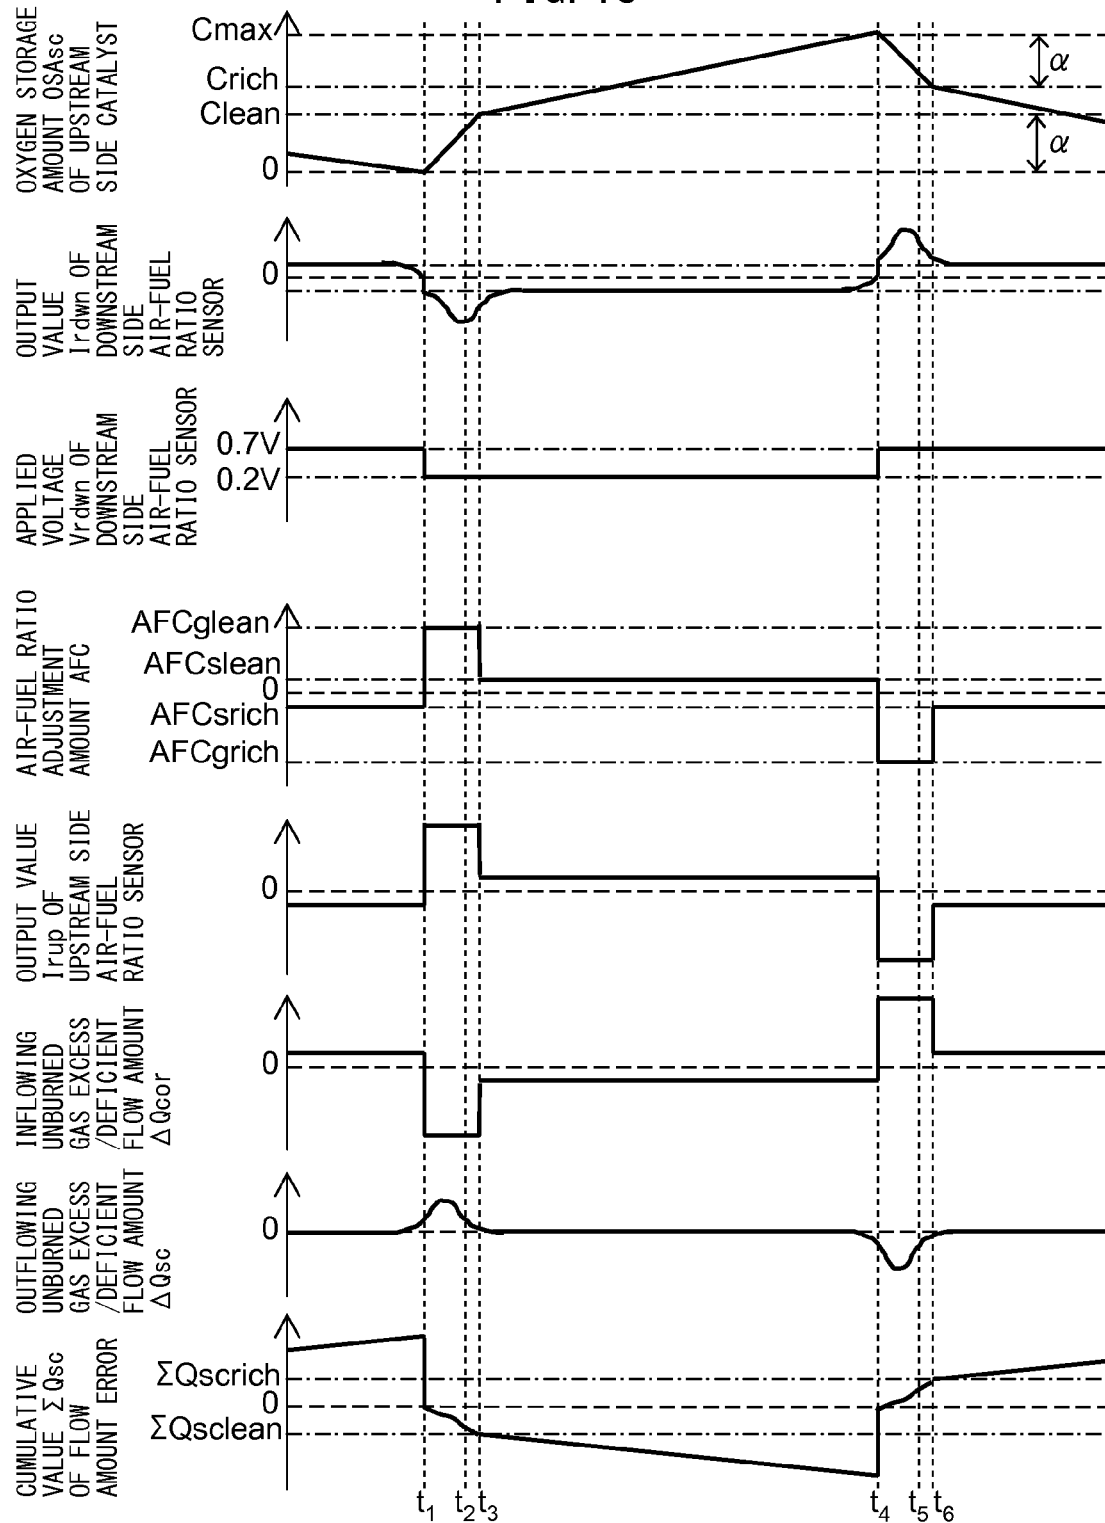 OXYGEN STORAGE
AMOUNT OSAsc
OF UPSTREAM
SIDE CATALYST
Cmax
Crich
Clean
0
α
α
OUTPUT
VALUE Irdwn OF
DOWNSTREAM
SIDE
AIR-FUEL
RATIO
SENSOR
0
APPLIED
VOLTAGE
Vrdwn OF
DOWNSTREAM
SIDE
AIR-FUEL
RATIO SENSOR
0.7V
0.2V
AIR-FUEL RATIO
ADJUSTMENT
AMOUNT AFC
AFCglean
AFCslean
0
AFCsrich
AFCgrich
OUTPUT VALUE
Irup OF
UPSTREAM SIDE
AIR-FUEL
RATIO SENSOR
0
INFLOWING
UNBURNED
GAS EXCESS
/DEFICIENT
FLOW AMOUNT
ΔQcor
0
OUTFLOWING
UNBURNED
GAS EXCESS
/DEFICIENT
FLOW AMOUNT
ΔQsc
0
CUMULATIVE
VALUE ΣQsc
OF FLOW
AMOUNT ERROR
ΣQscrich
0
ΣQsclean
t1 t2 t3 t4 t5 t6